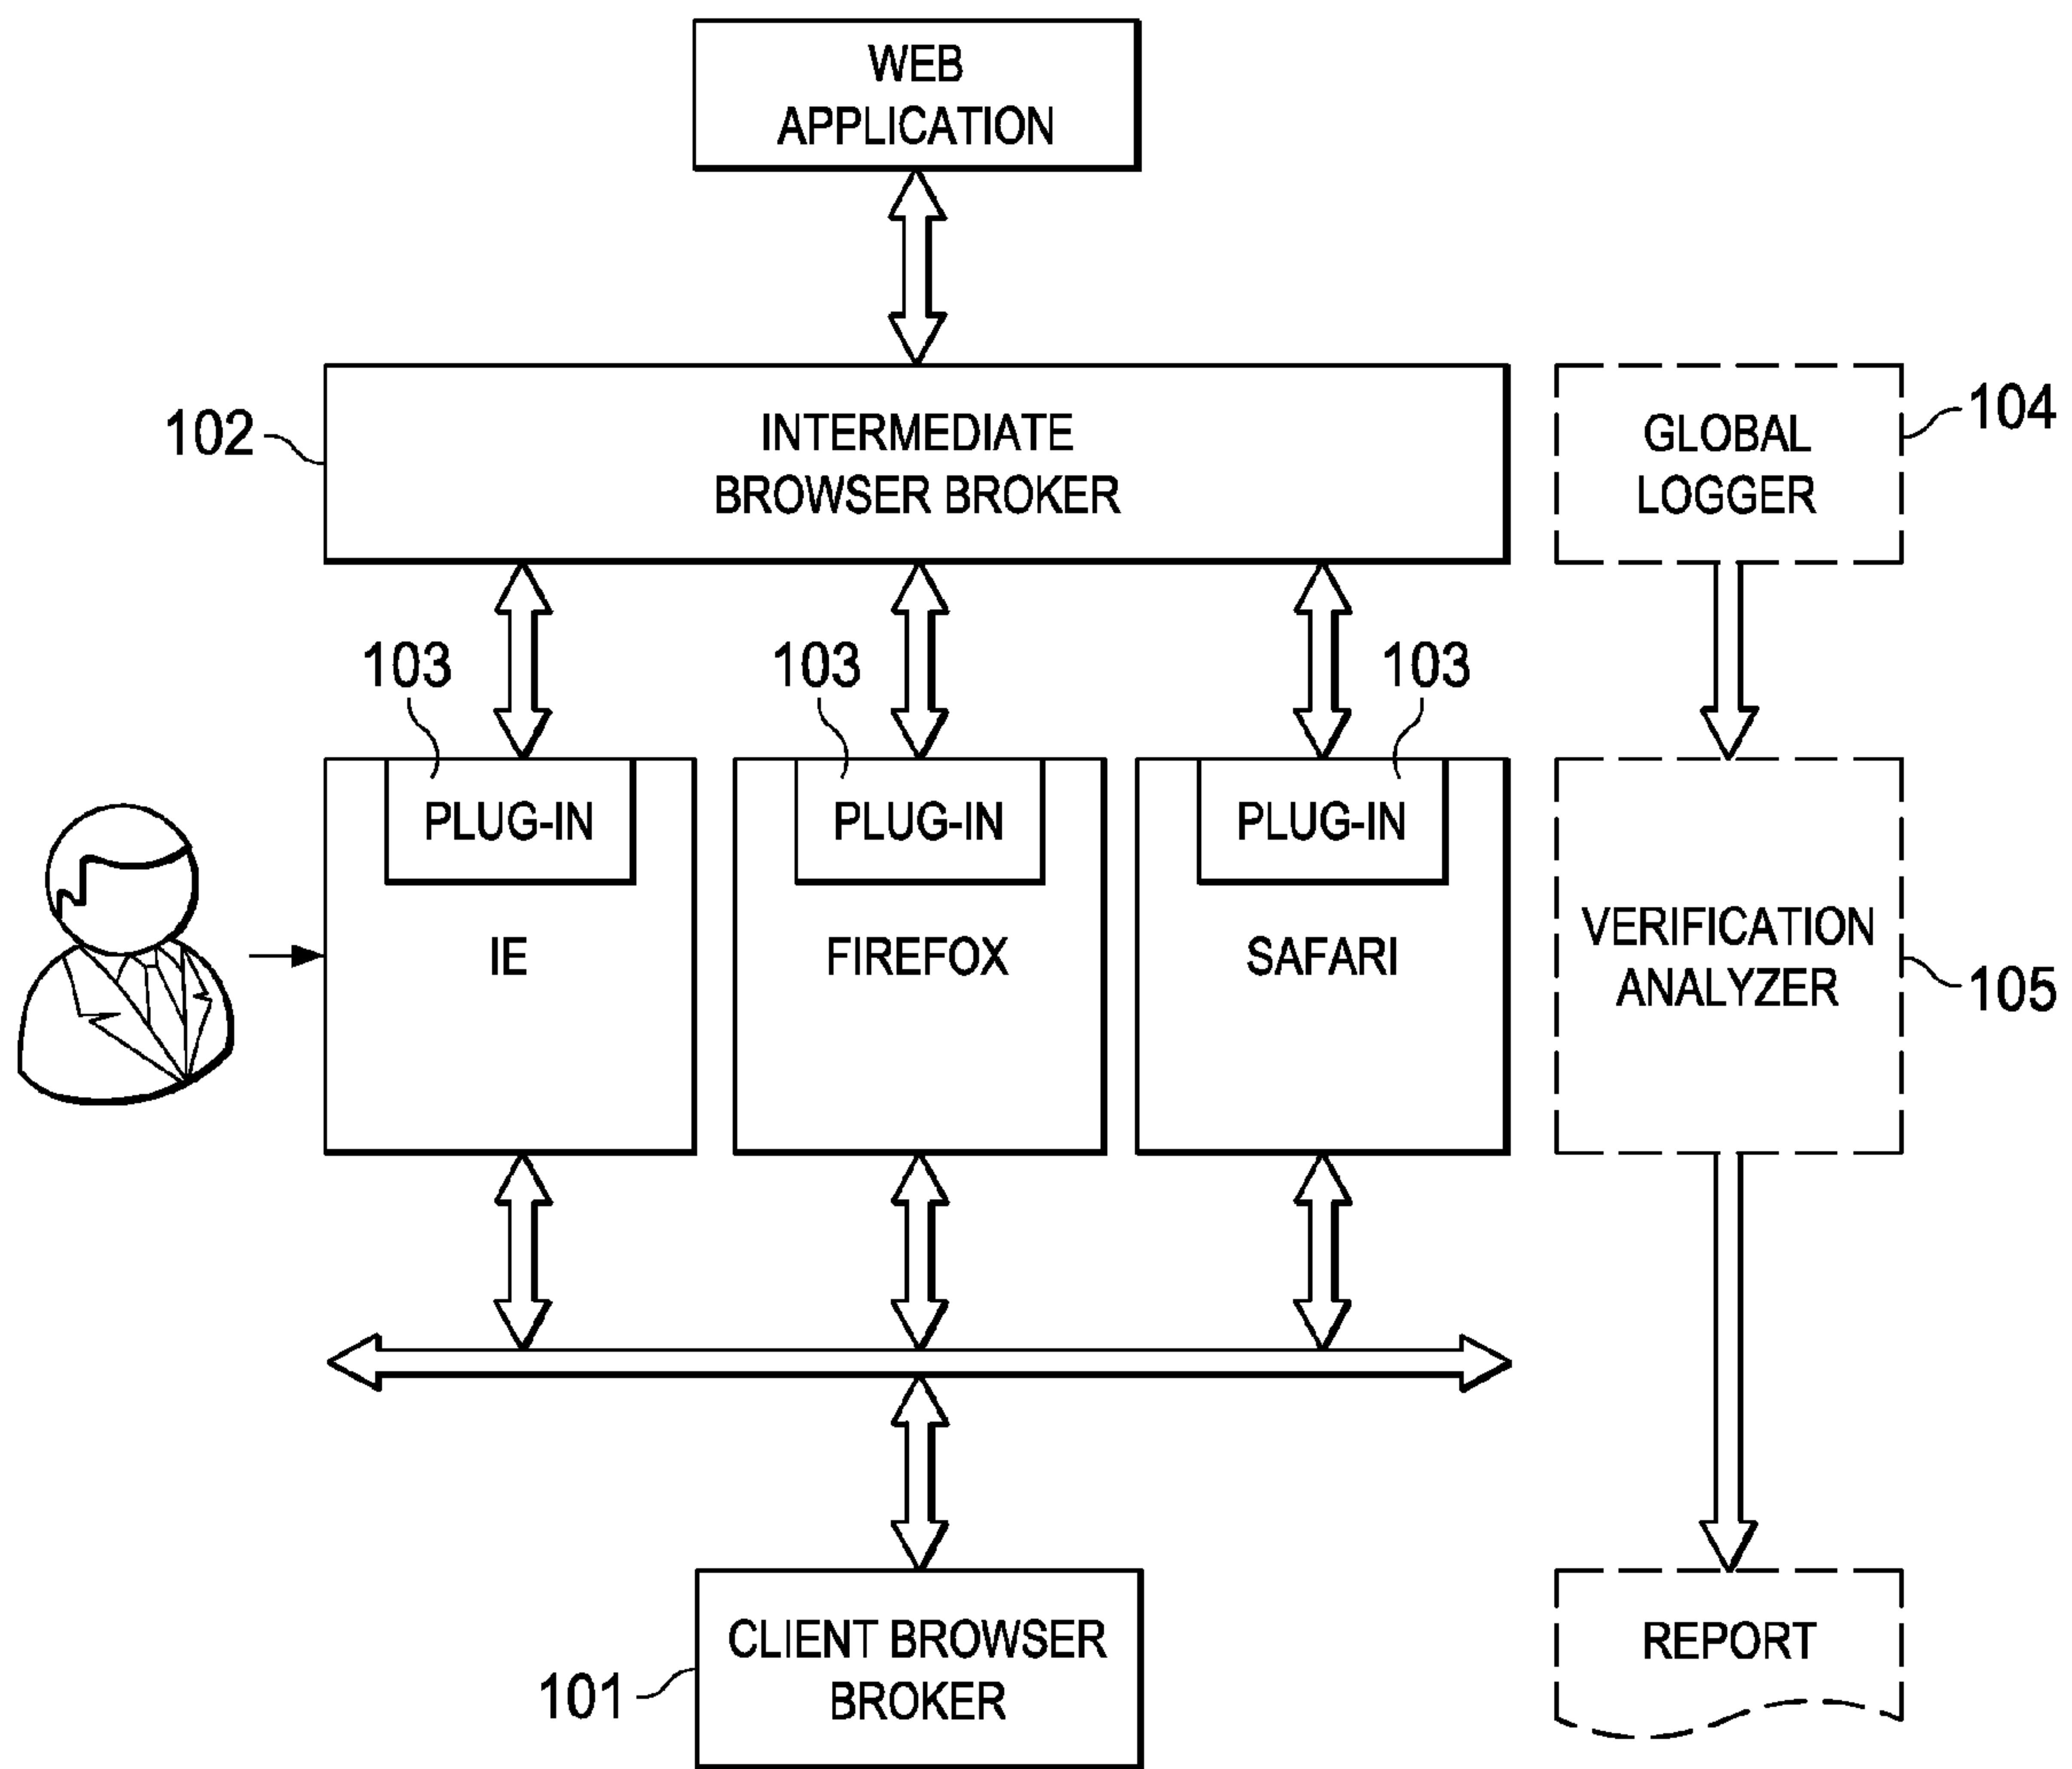 WEB
APPLICATION
102
INTERMEDIATE
BROWSER BROKER
GLOBAL
LOGGER
104
103
103
103
PLUG-IN
PLUG-IN
PLUG-IN
IE
FIREFOX
SAFARI
VERIFICATION
ANALYZER
105
CLIENT BROWSER
BROKER
101
REPORT